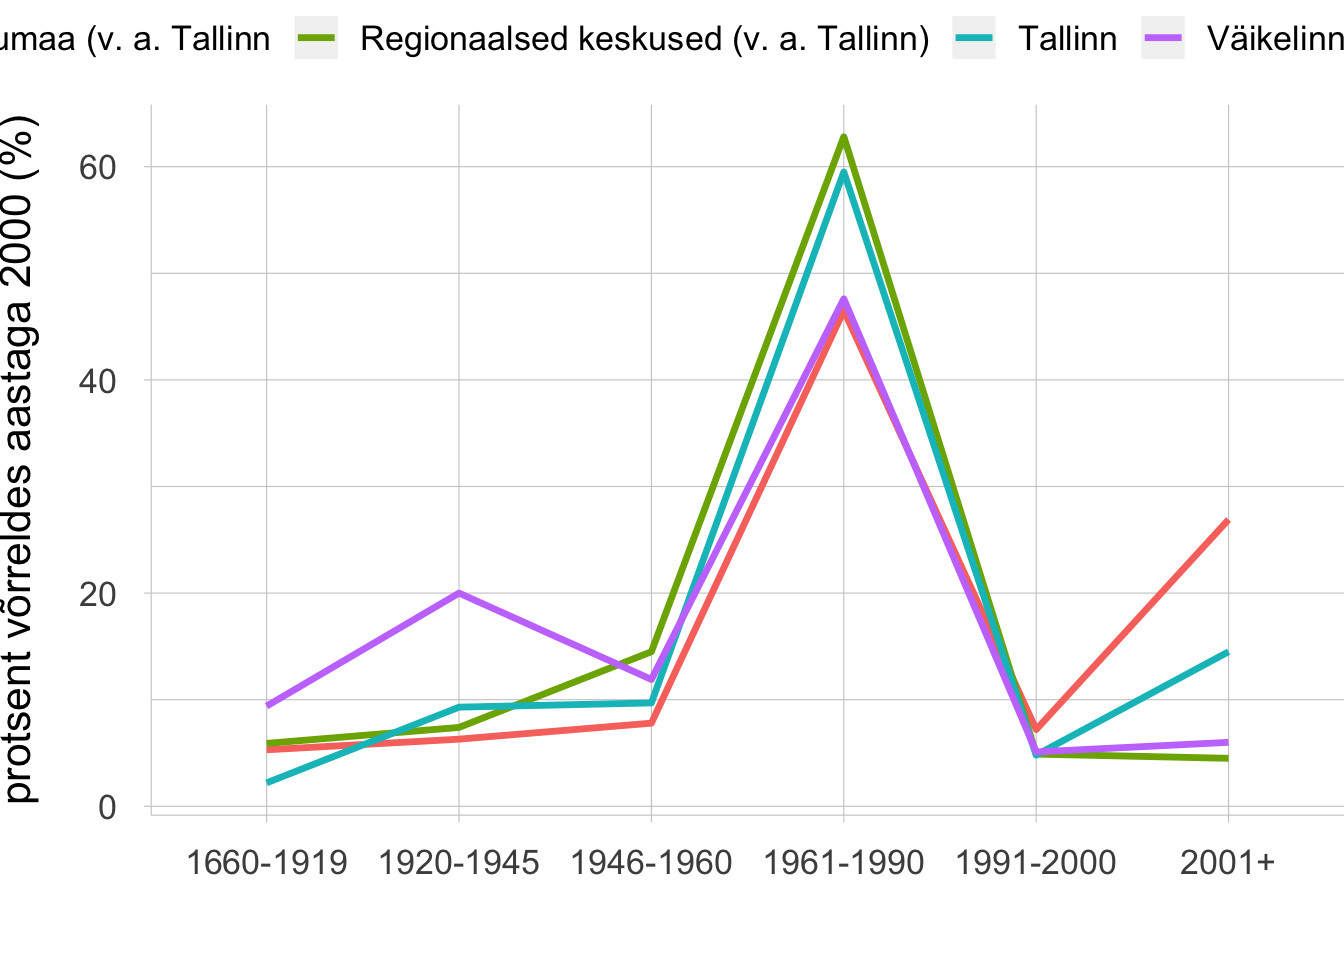 umaa (v. a. Tallinn Regionaalsed keskused (v. a. Tallinn) Tallinn Väikelinn
protsent võrreldes aastaga 2000 (%)
60
40
20
0
1660-1919 1920-1945 1946-1960 1961-1990 1991-2000 2001+